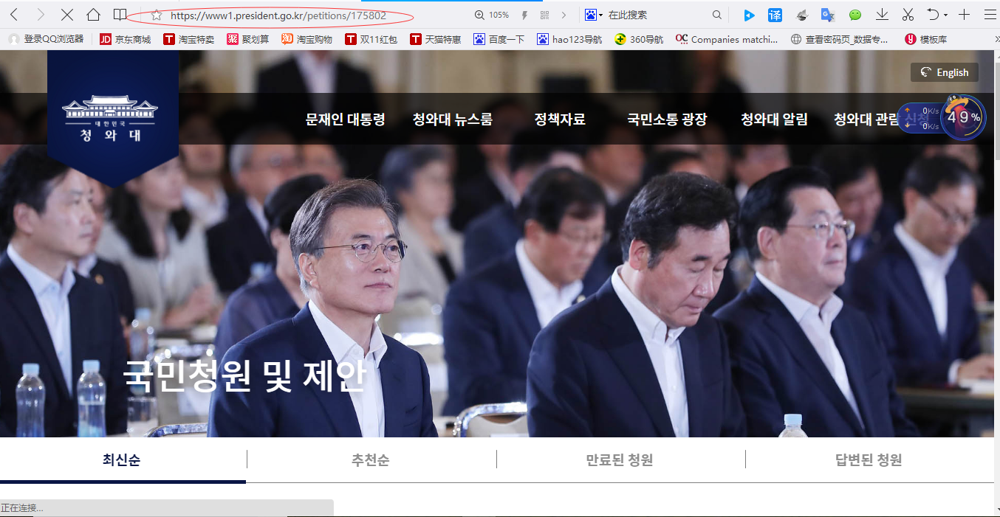 https://www1.president.go.kr/petitions/175802
105%
在此搜索
译
登录QQ浏览器
JD 京东商城
T 淘宝特卖
聚 聚划算
淘 淘宝购物
T 双11红包
T 天猫特惠
百度一下
hao123导航
360导航
OC Companies matchi...
查看密码页_数据专...
模板库
English
대한민국
청와대
문재인 대통령
청와대 뉴스룸
정책자료
국민소통 광장
청와대 알림
청와대 관람 신청
0K/s
0K/s
49%
국민청원 및 제안
최신순
추천순
만료된 청원
답변된 청원
正在连接...